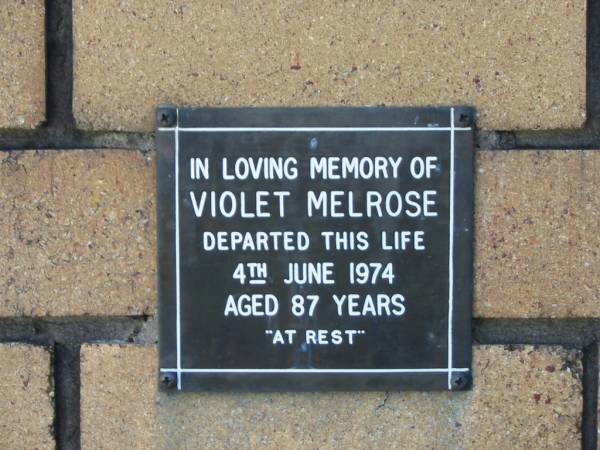 IN LOVING MEMORY OF
VIOLET MELROSE
DEPARTED THIS LIFE
4TH JUNE 1974
AGED 87 YEARS
"AT REST"